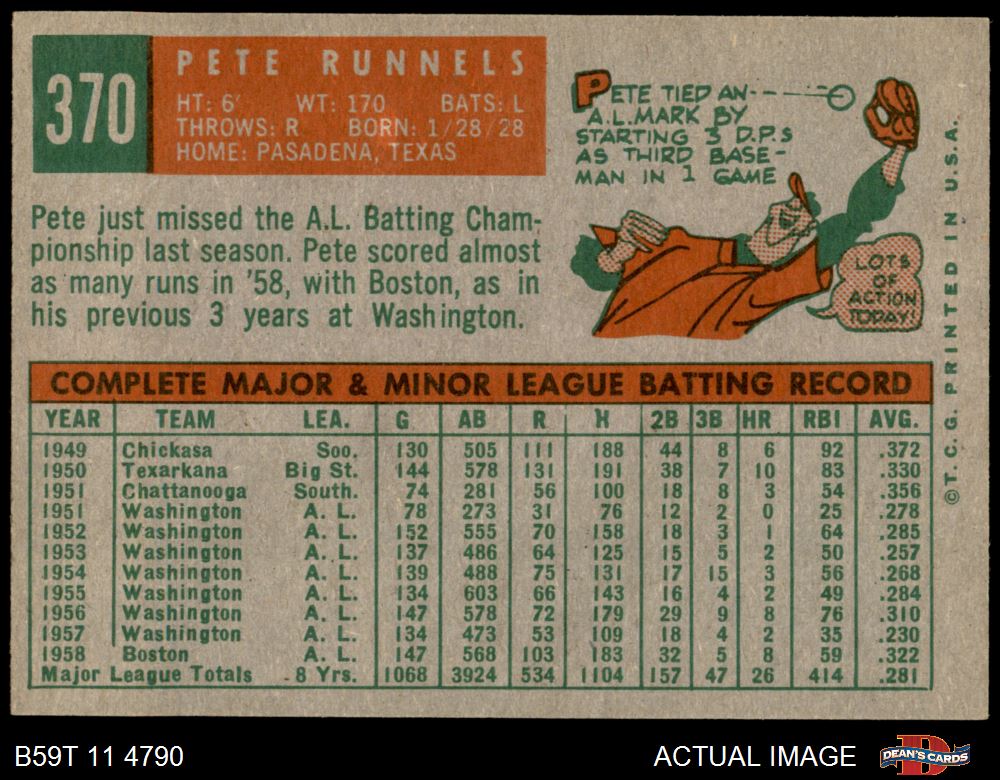 370
PETE RUNNELS
HT: 6' WT: 170 BATS: L
THROWS: R BORN: 1/28/28
HOME: PASADENA, TEXAS
Pete just missed the A.L. Batting Cham-
pionship last season. Pete scored almost
as many runs in '58, with Boston, as in
his previous 3 years at Washington.
PETE TIED AN
A.L. MARK BY
STARTING 3 D.P.s
AS THIRD BASE-
MAN IN 1 GAME
LOTS
OF
ACTION
TODAY!
© T. C. G. PRINTED IN U.S.A.
COMPLETE MAJOR & MINOR LEAGUE BATTING RECORD
YEAR TEAM LEA. G AB R H 2B 3B HR RBI AVG.
1949 Chickasa Soo. 130 505 111 188 44 8 6 92 .372
1950 Texarkana Big St. 144 578 131 191 38 7 10 83 .330
1951 Chattanooga South. 74 281 56 100 18 8 3 54 .356
1951 Washington A. L. 78 273 31 76 12 2 0 25 .278
1952 Washington A. L. 152 555 70 158 18 3 1 64 .285
1953 Washington A. L. 137 486 64 125 15 5 2 50 .257
1954 Washington A. L. 139 488 75 131 17 15 3 56 .268
1955 Washington A. L. 134 603 66 143 16 4 2 49 .284
1956 Washington A. L. 147 578 72 179 29 9 8 76 .310
1957 Washington A. L. 134 473 53 109 18 4 2 35 .230
1958 Boston A. L. 147 568 103 183 32 5 8 59 .322
Major League Totals 8 Yrs. 1068 3924 534 1104 157 47 26 414 .281
B59T 11 4790
ACTUAL IMAGE
DEAN'S CARDS